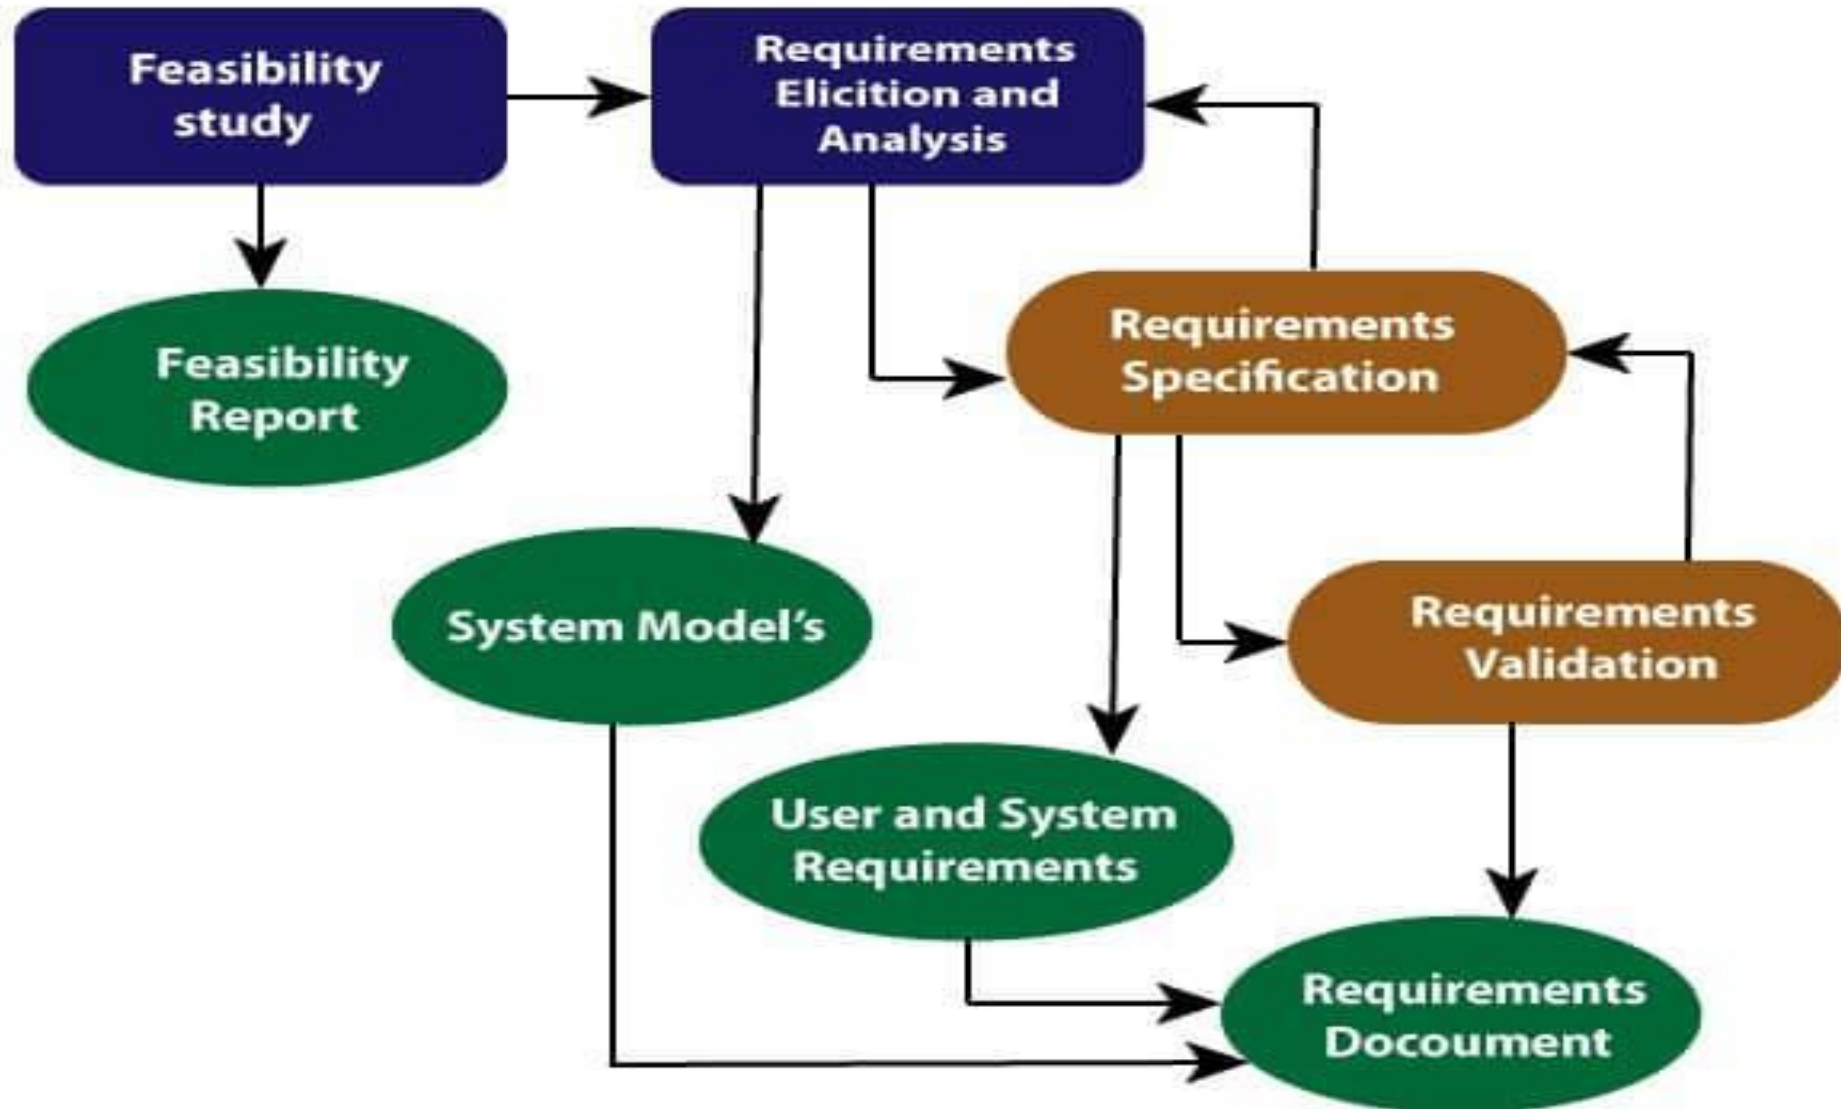 Feasibility
study
Requirements
Elicition and
Analysis
Feasibility
Report
Requirements
Specification
System Model's
Requirements
Validation
User and System
Requirements
Requirements
Docoument